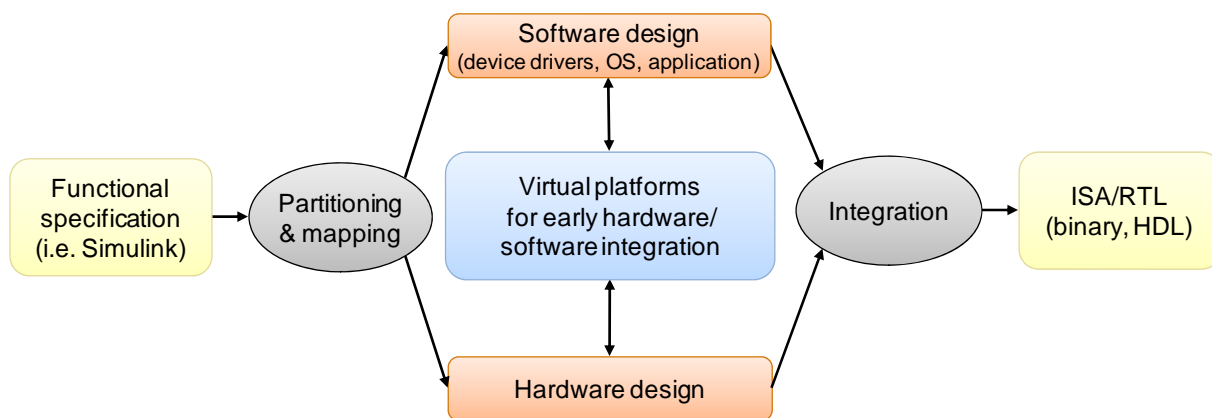 Software design
(device drivers, OS, application)
Functional
specification
(i.e. Simulink)
Partitioning
& mapping
Virtual platforms
for early hardware/
software integration
Integration
ISA/RTL
(binary, HDL)
Hardware design